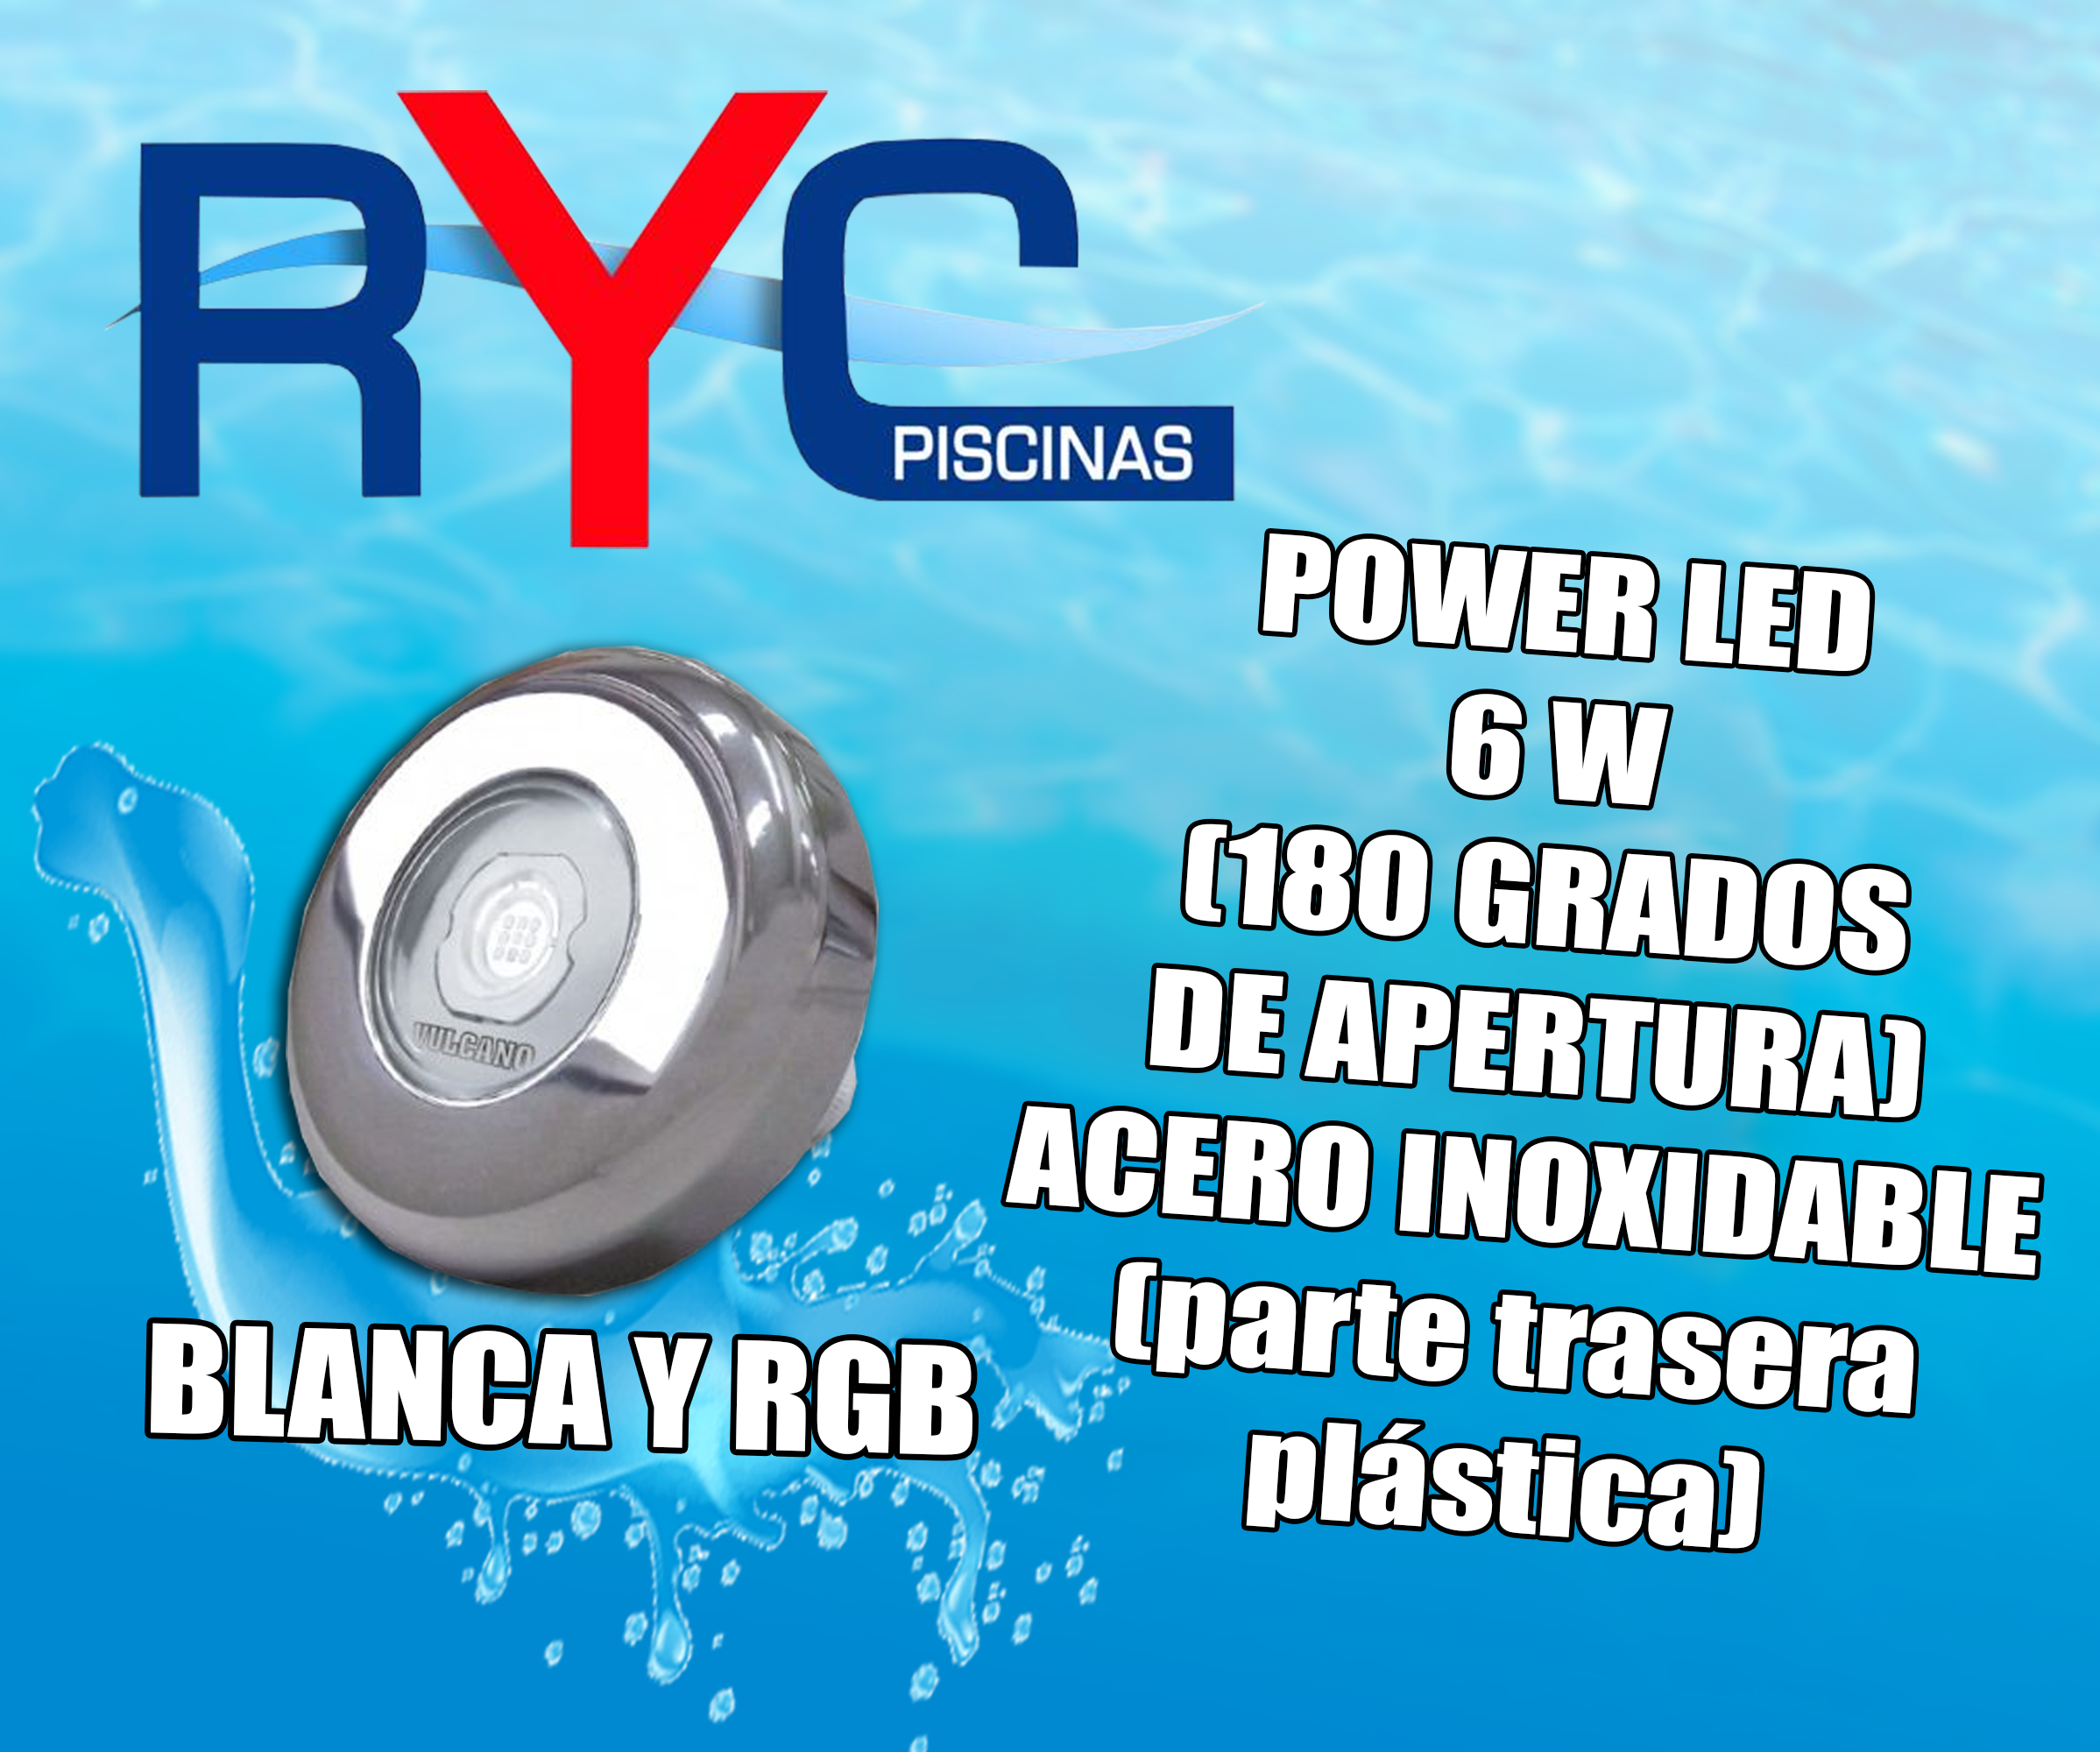 RYC
PISCINAS
POWER LED
6 W
(180 GRADOS
DE APERTURA)
ACERO INOXIDABLE
(parte trasera
plástica)
VULCANO
BLANCA Y RGB